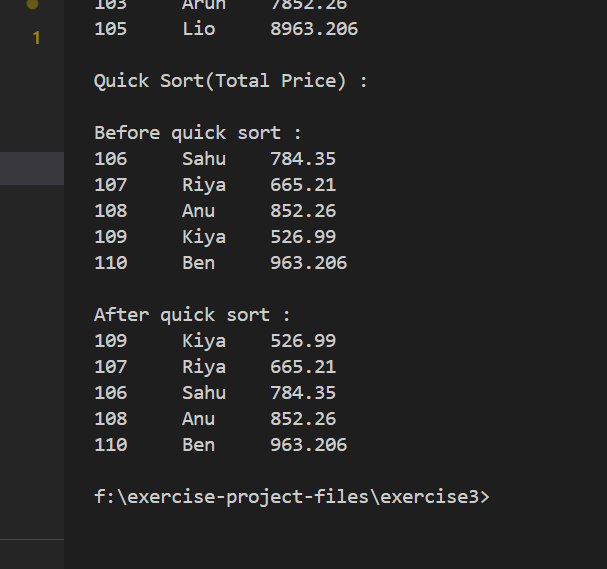 103     Arun    7852.26
105     Lio     8963.206
1
Quick Sort(Total Price) :
Before quick sort :
106     Sahu    784.35
107     Riya    665.21
108     Anu     852.26
109     Kiya    526.99
110     Ben     963.206
After quick sort :
109     Kiya    526.99
107     Riya    665.21
106     Sahu    784.35
108     Anu     852.26
110     Ben     963.206
f:\exercise-project-files\exercise3>